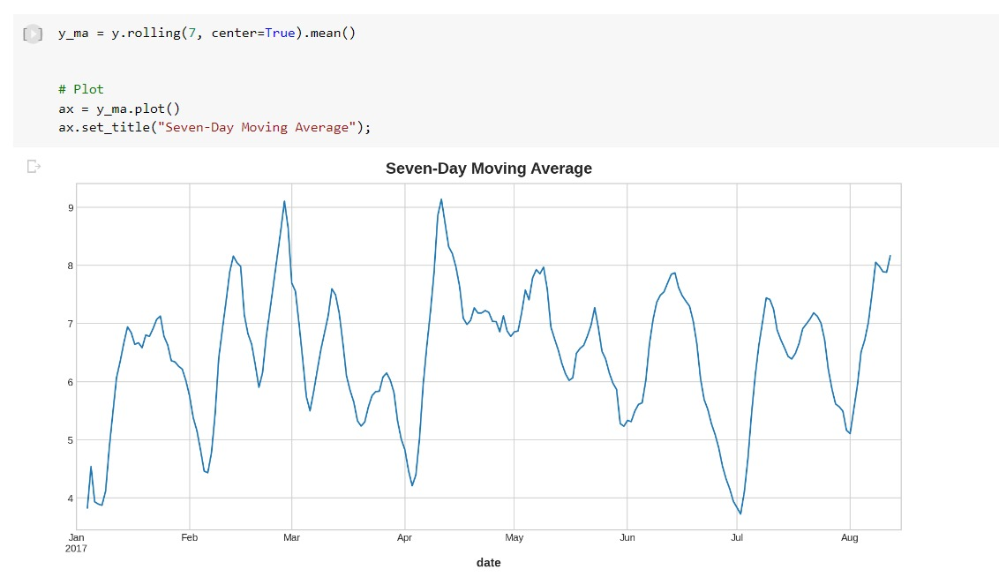 y_ma = y.rolling(7, center=True).mean()
# Plot
ax = y_ma.plot()
ax.set_title("Seven-Day Moving Average");
Seven-Day Moving Average
9
8
7
6
5
4
Jan Feb Mar Apr May Jun Jul Aug
2017
date